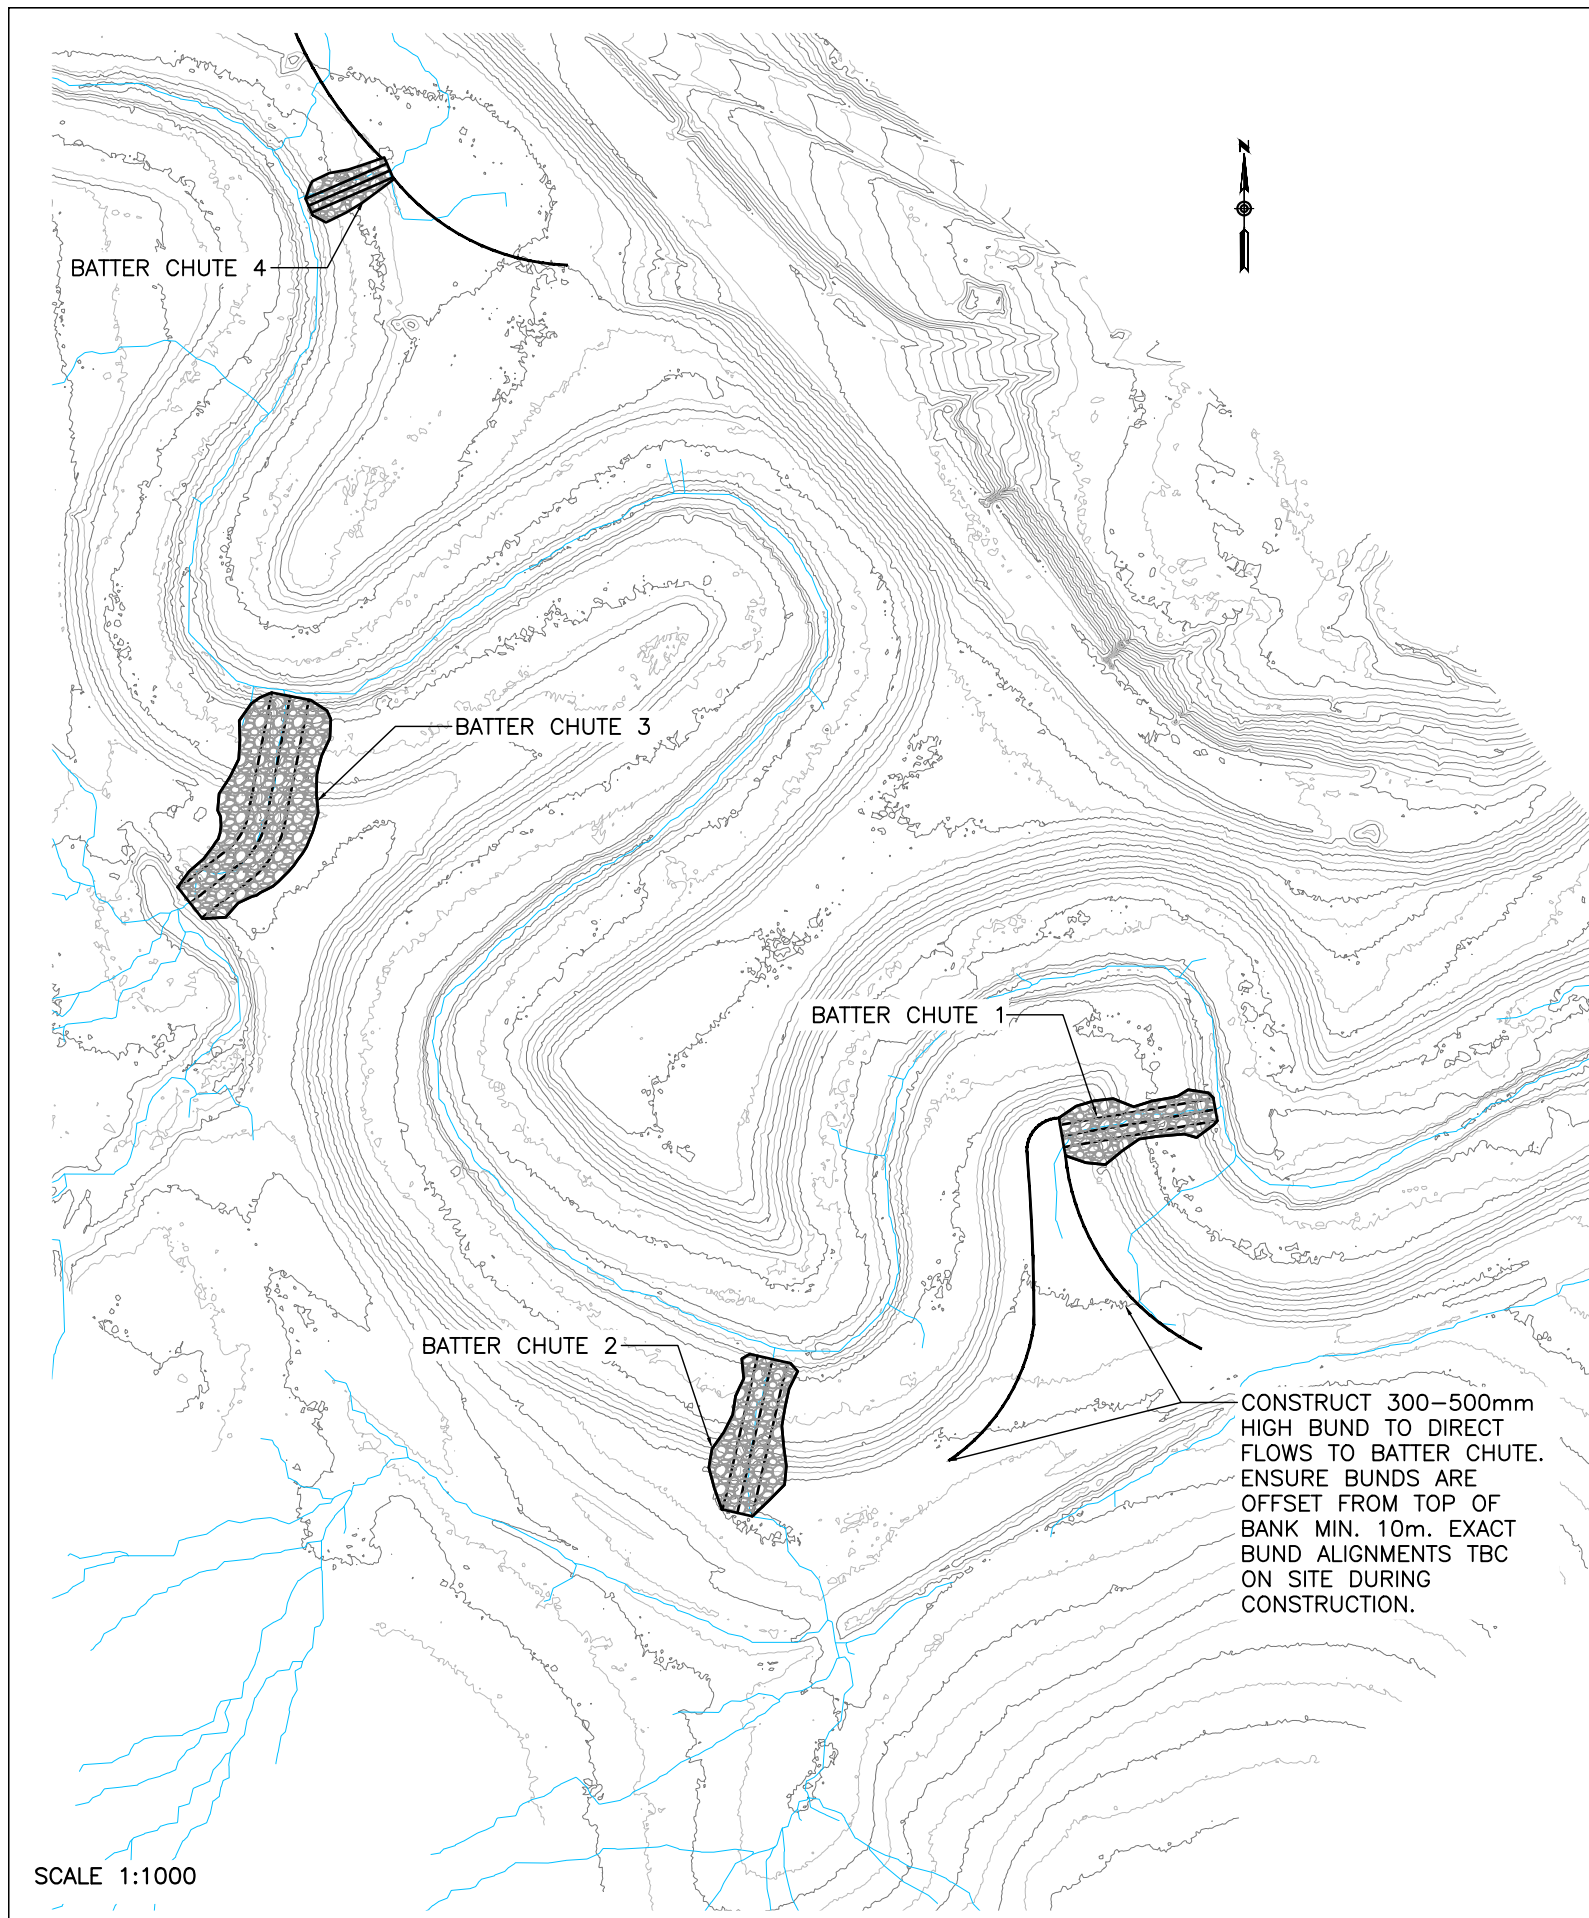 N
BATTER CHUTE 4
BATTER CHUTE 3
BATTER CHUTE 1
BATTER CHUTE 2
CONSTRUCT 300-500mm
HIGH BUND TO DIRECT
FLOWS TO BATTER CHUTE.
ENSURE BUNDS ARE
OFFSET FROM TOP OF
BANK MIN. 10m. EXACT
BUND ALIGNMENTS TBC
ON SITE DURING
CONSTRUCTION.
SCALE 1:1000